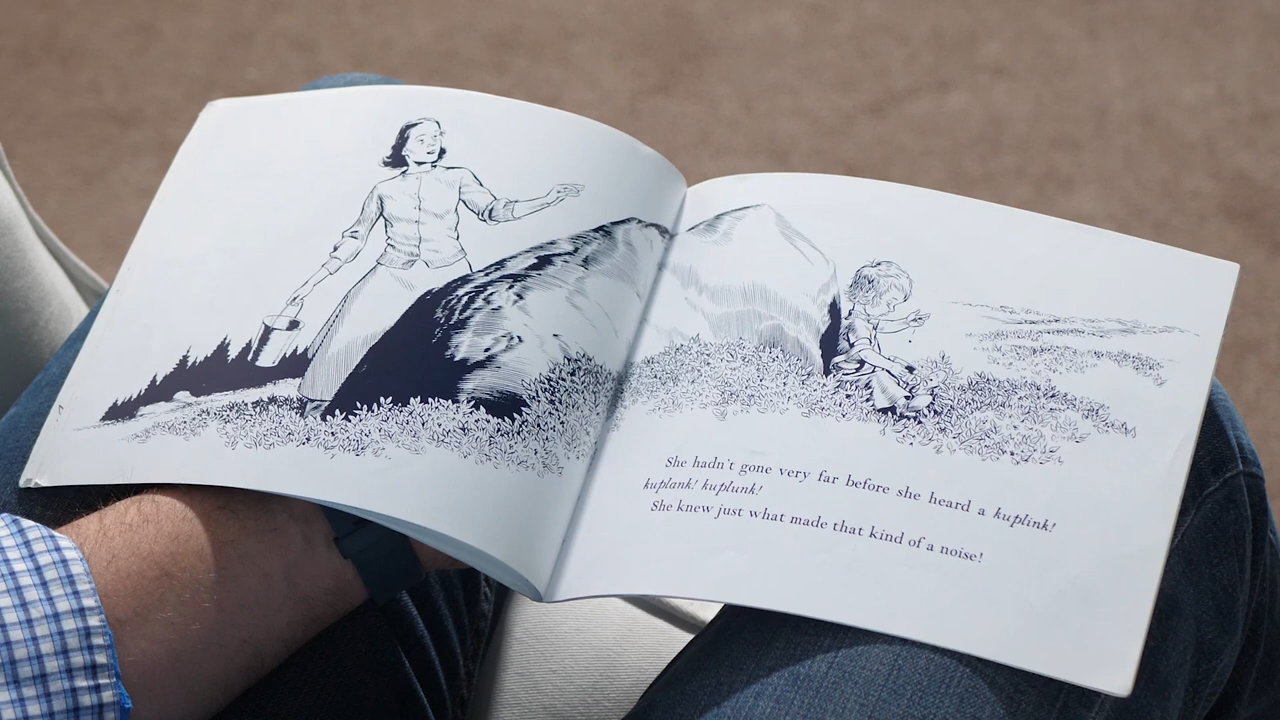 She hadn't gone very far before she heard a kuplink!
kuplank! kuplunk!
She knew just what made that kind of a noise!